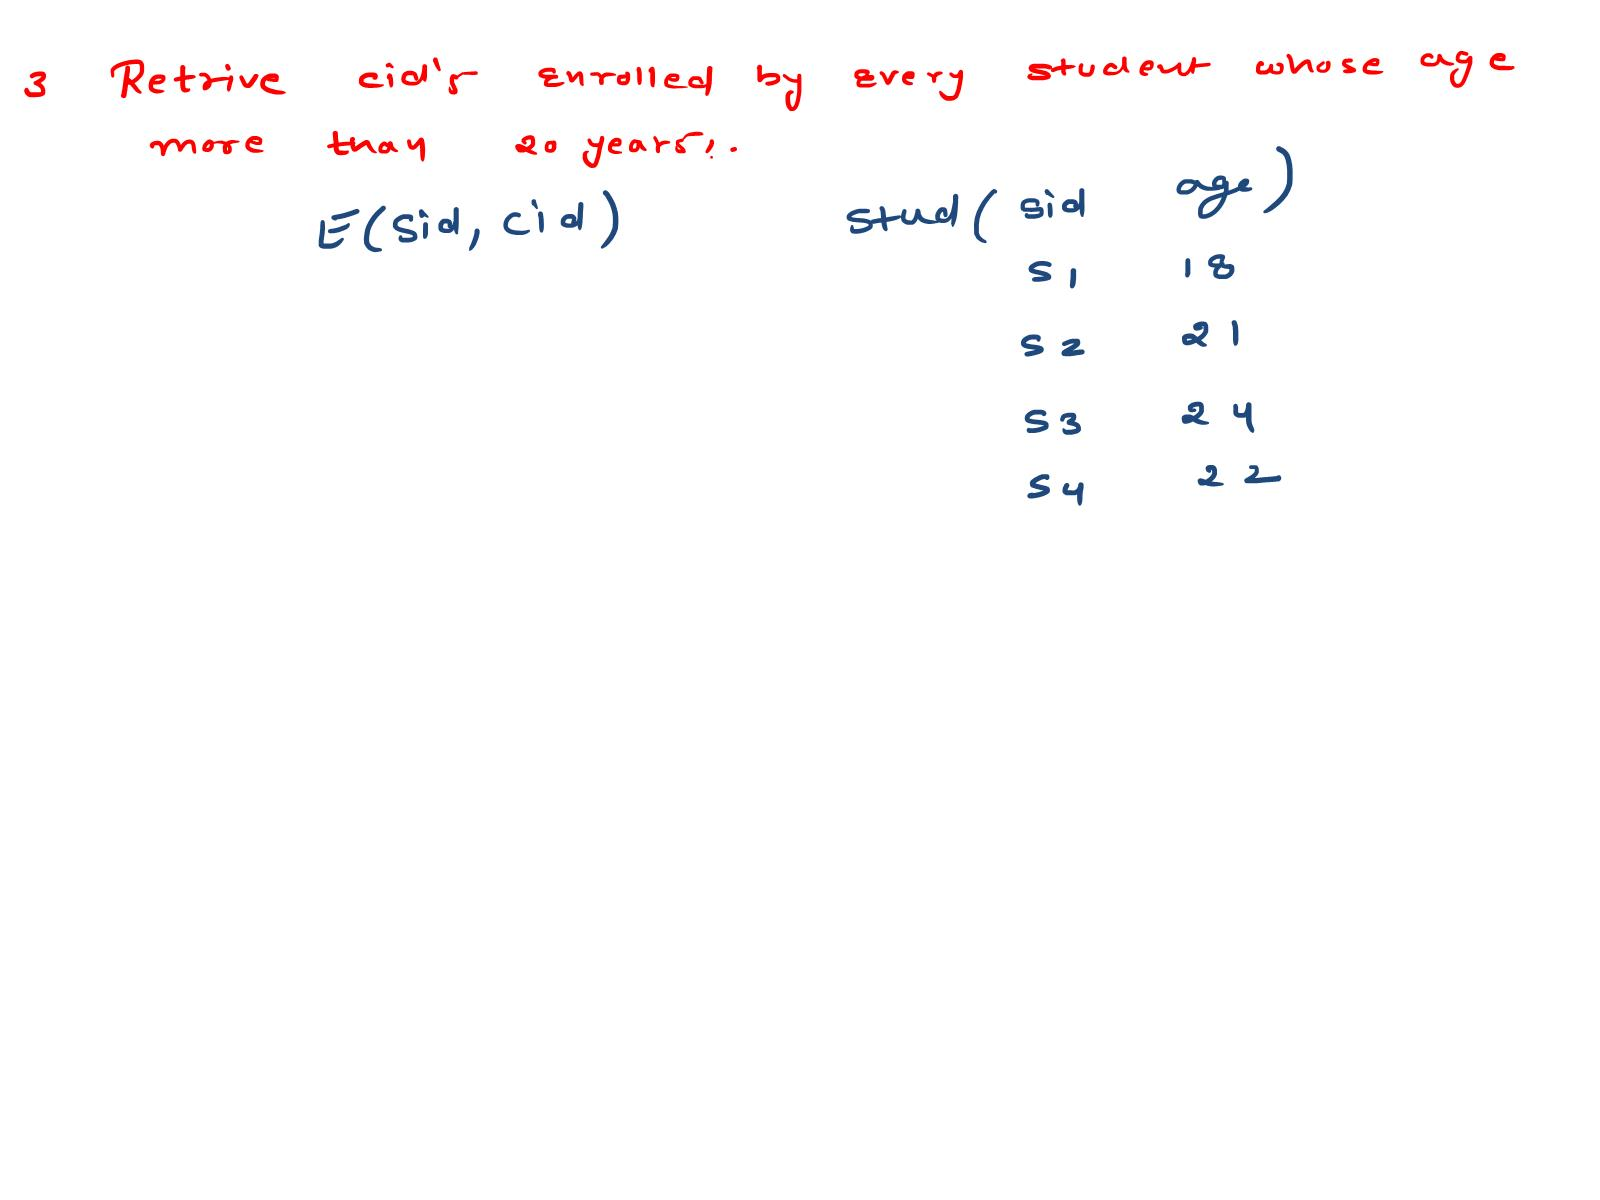 3 Retrive cid's enrolled by every student whose age
more than 20 years:.
E(sid, cid) stud( sid age)
s1 18
s2 21
s3 24
s4 22